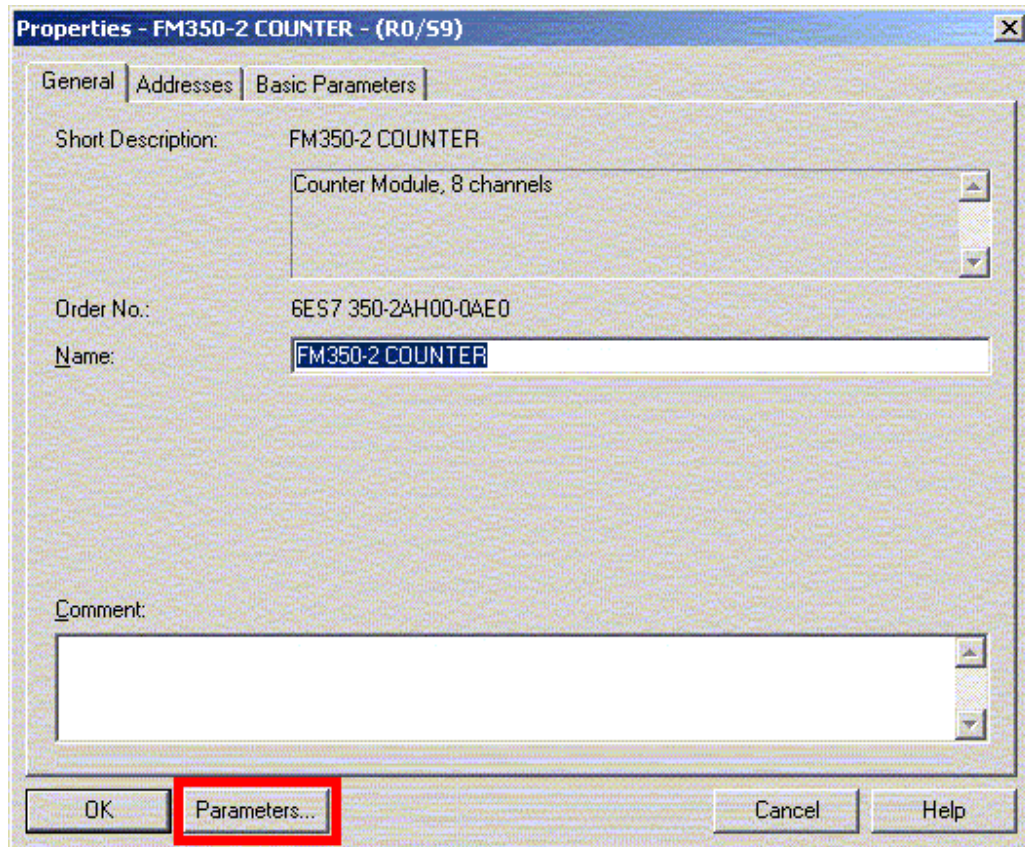 Properties - FM350-2 COUNTER - (R0/S9)
General Addresses Basic Parameters
Short Description: FM350-2 COUNTER
Counter Module, 8 channels
Order No.: 6ES7 350-2AH00-0AE0
Name: FM350-2 COUNTER
Comment:
OK Parameters... Cancel Help